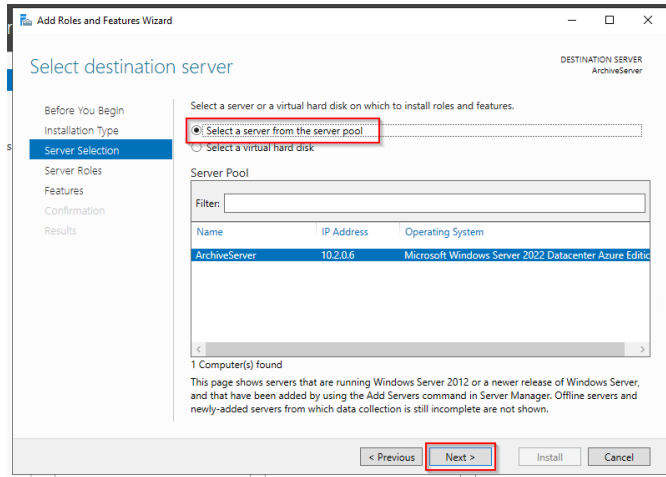 Add Roles and Features Wizard
Select destination server
DESTINATION SERVER
ArchiveServer
Before You Begin
Installation Type
Server Selection
Server Roles
Features
Confirmation
Results
Select a server or a virtual hard disk on which to install roles and features.
Select a server from the server pool
Select a virtual hard disk
Server Pool
Filter:
Name IP Address Operating System
ArchiveServer 10.2.0.6 Microsoft Windows Server 2022 Datacenter Azure Editic
1 Computer(s) found
This page shows servers that are running Windows Server 2012 or a newer release of Windows Server,
and that have been added by using the Add Servers command in Server Manager. Offline servers and
newly-added servers from which data collection is still incomplete are not shown.
< Previous Next > Install Cancel